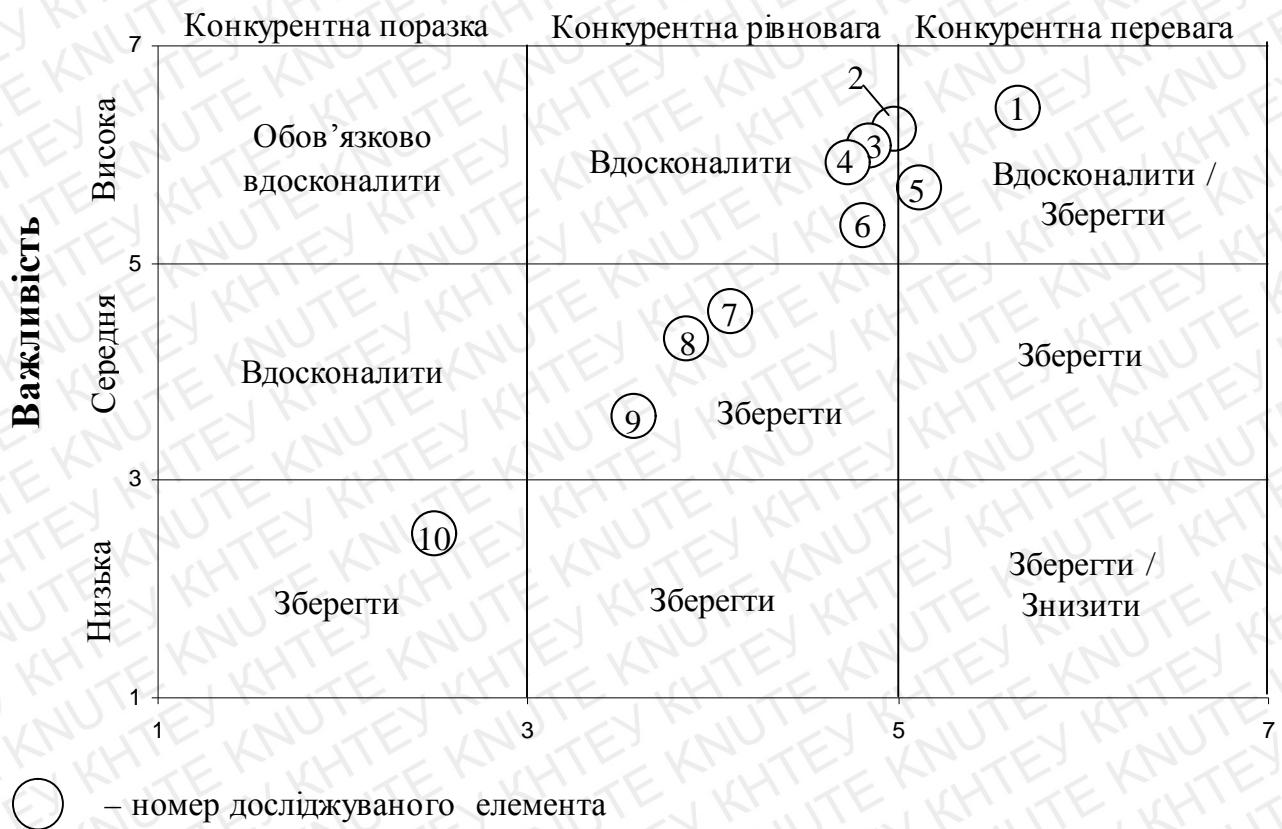 Конкурентна поразка Конкурентна рівновага Конкурентна перевага
7
2
1
Обов’язково
вдосконалити
Висока
Вдосконалити
3
4
5
Вдосконалити /
Зберегти
6
5
Важливість
Середня
7
8
Вдосконалити
Зберегти
9
Зберегти
3
10
Низька
Зберегти
Зберегти
Зберегти /
Знизити
1
1 3 5 7
– номер досліджуваного елемента
КНТЕУ KNUTE